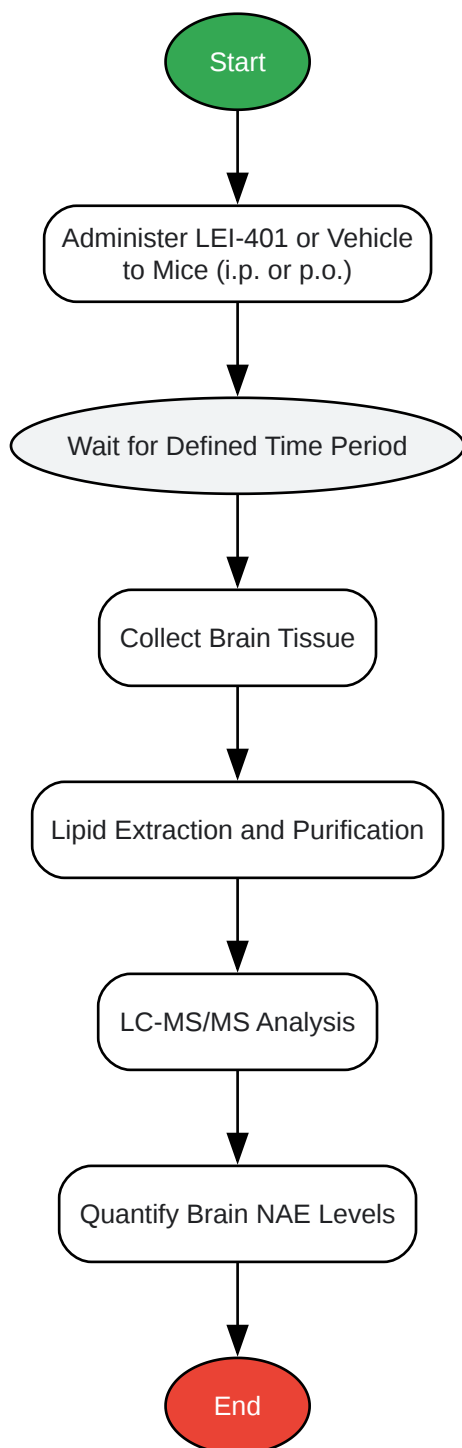 Start
Administer LEI-401 or Vehicle
to Mice (i.p. or p.o.)
Wait for Defined Time Period
Collect Brain Tissue
Lipid Extraction and Purification
LC-MS/MS Analysis
Quantify Brain NAE Levels
End